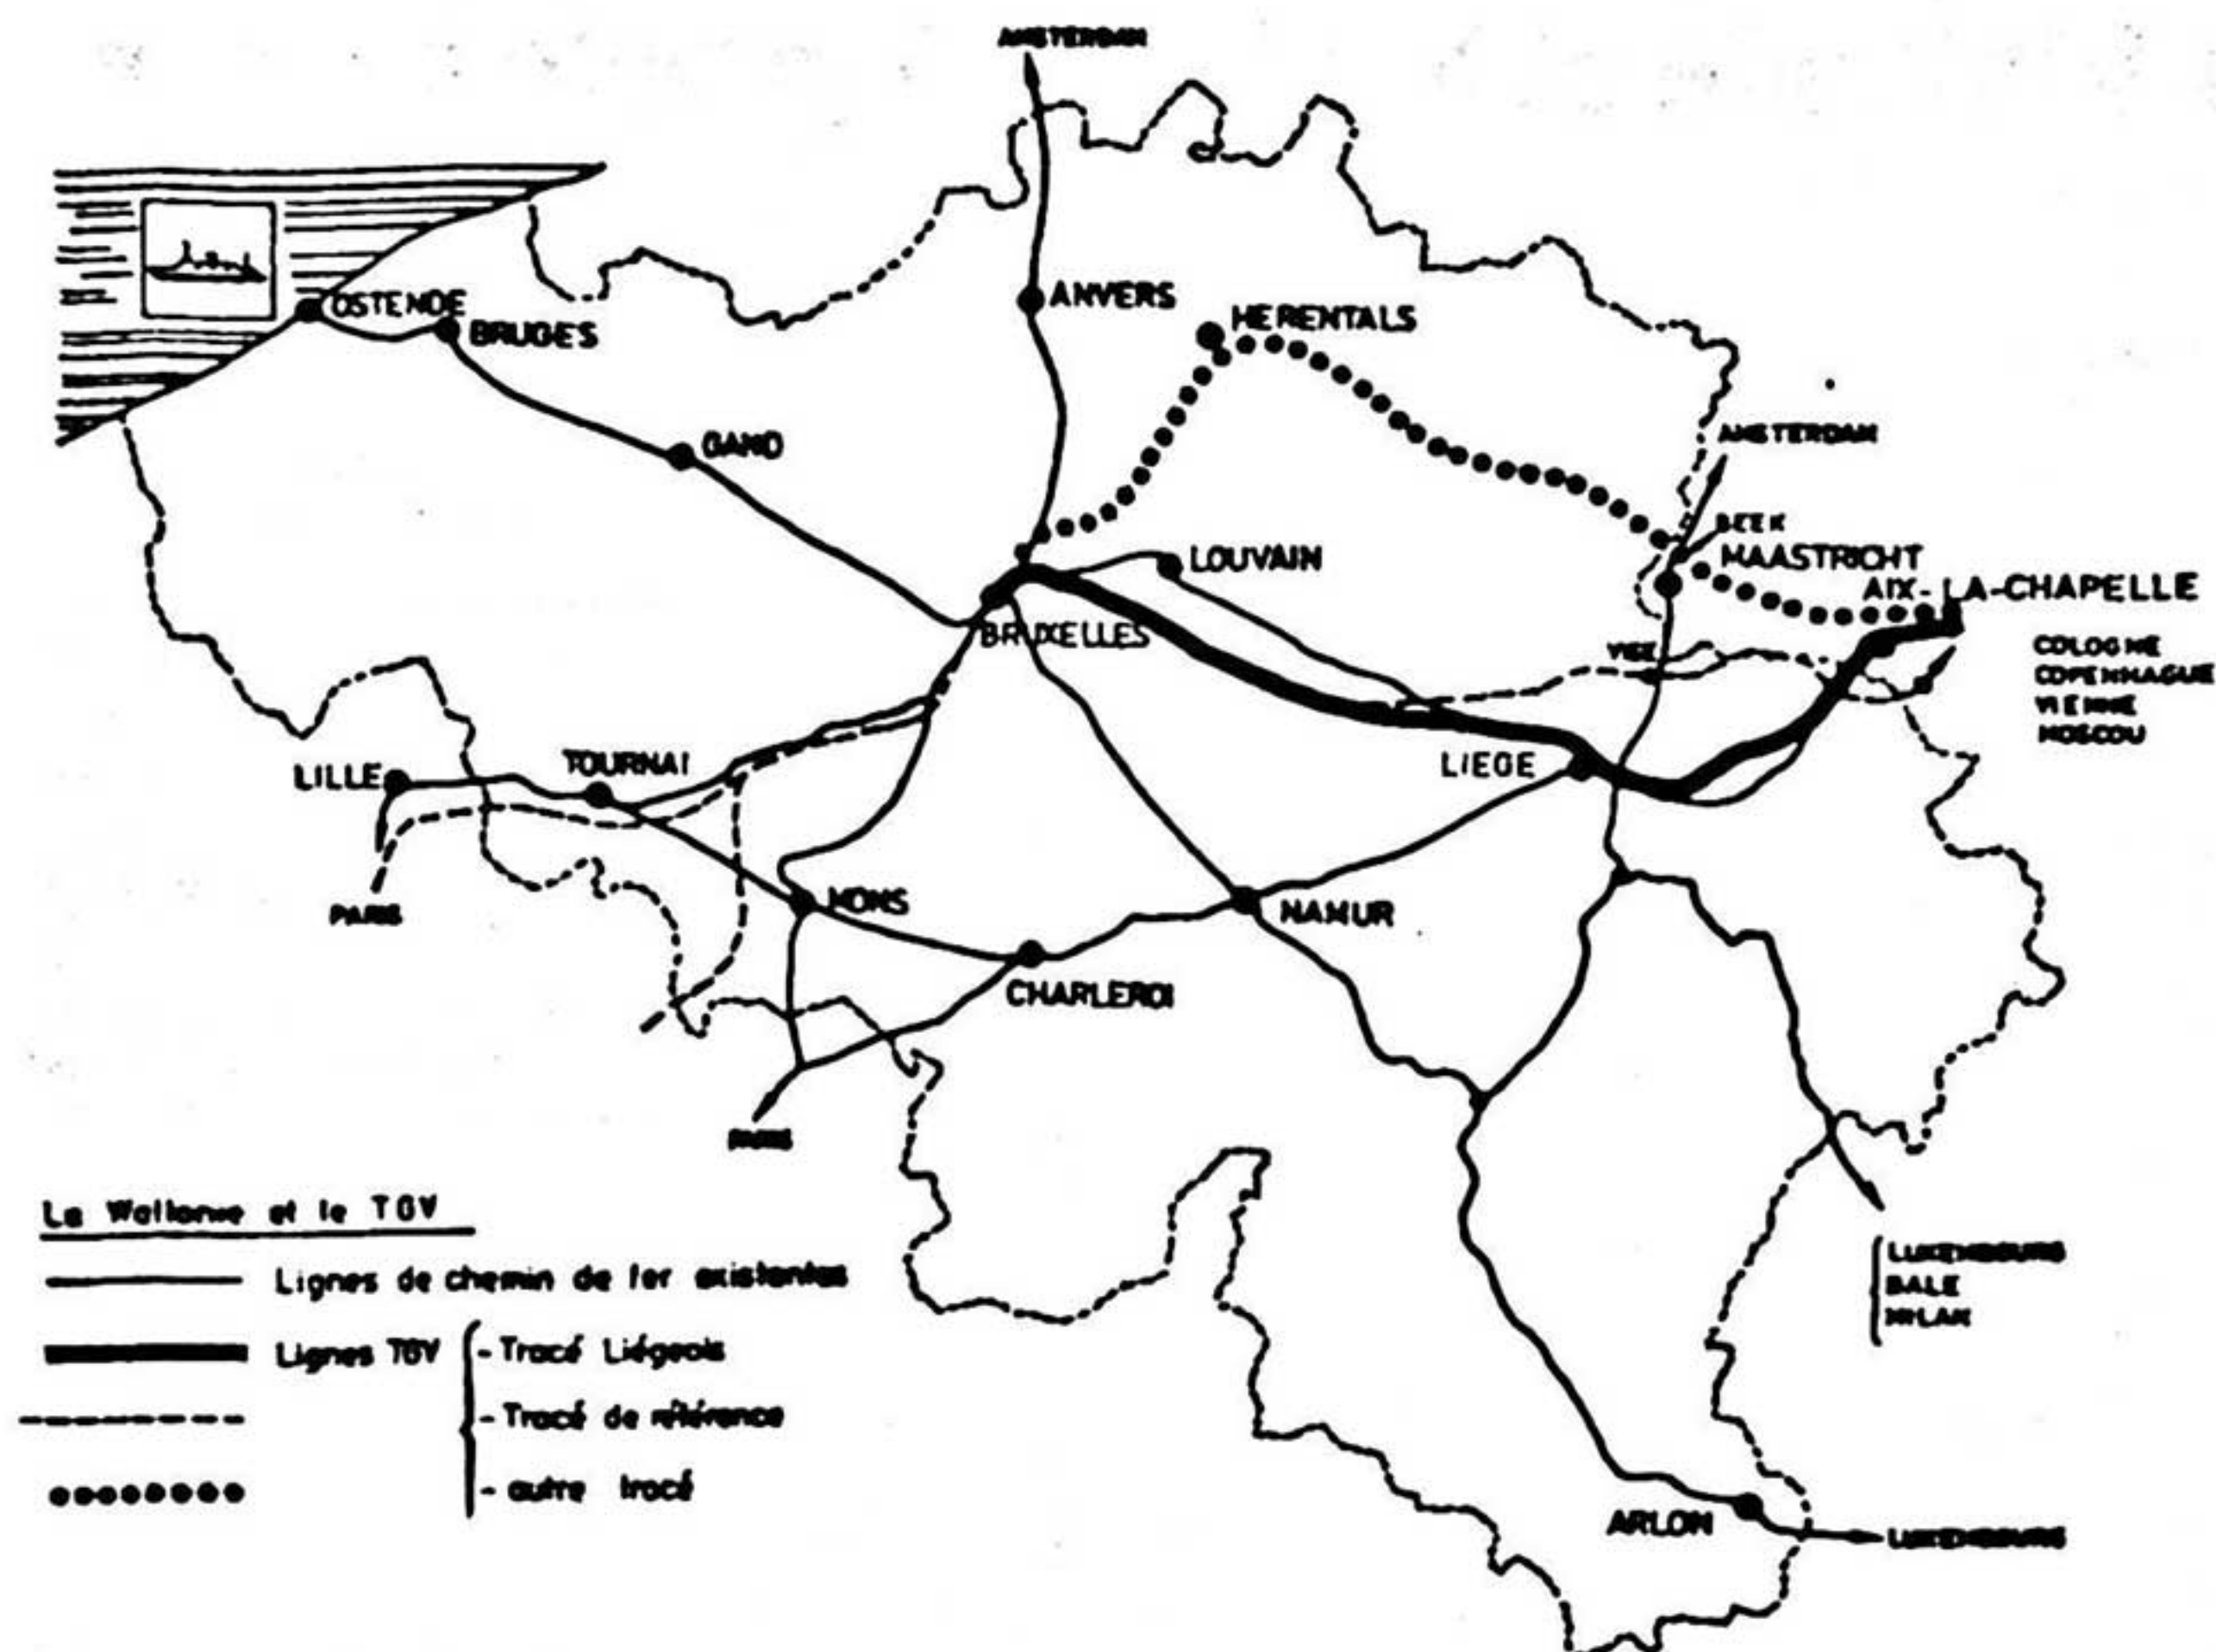 AMSTERDAM
OSTENDE
BRUGES
ANVERS
HERENTALS
GAND
AMSTERDAM
BEEK
LOUVAIN
MAASTRICHT
AIX-LA-CHAPELLE
BRUXELLES
VISE
COLOGNE
COPENHAGUE
VIENNE
MOSCOU
LILLE
TOURNAI
LIEGE
PARIS
MONS
NAMUR
CHARLEROI
PARIS
La Wallonie et le TGV
Lignes de chemin de fer existantes
Lignes TGV - Tracé Liégeois
- Tracé de référence
- autre tracé
LUXEMBOURG
BALE
MILAN
ARLON
LUXEMBOURG